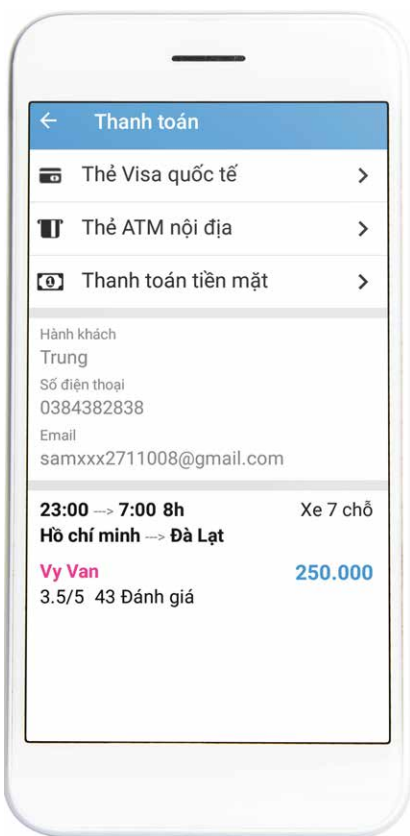 Thanh toán
Thẻ Visa quốc tế
Thẻ ATM nội địa
Thanh toán tiền mặt
Hành khách
Trung
Số điện thoại
0384382838
Email
samxxx2711008@gmail.com
23:00 ---> 7:00 8h Xe 7 chỗ
Hồ chí minh ---> Đà Lạt
Vy Van 250.000
3.5/5 43 Đánh giá